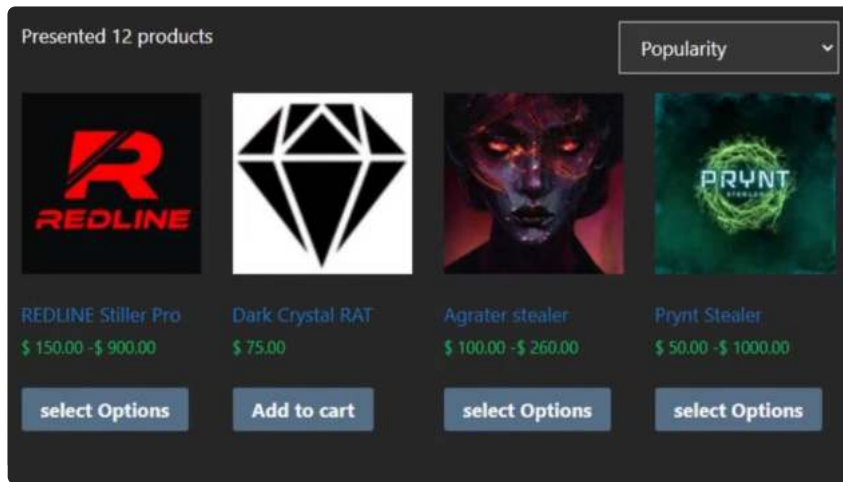 Presented 12 products
Popularity
REDLINE
PRYNT
STEALER
REDLINE Stiller Pro
Dark Crystal RAT
Agrater stealer
Prynt Stealer
$ 150.00 -$ 900.00
$ 75.00
$ 100.00 -$ 260.00
$ 50.00 -$ 1000.00
select Options
Add to cart
select Options
select Options